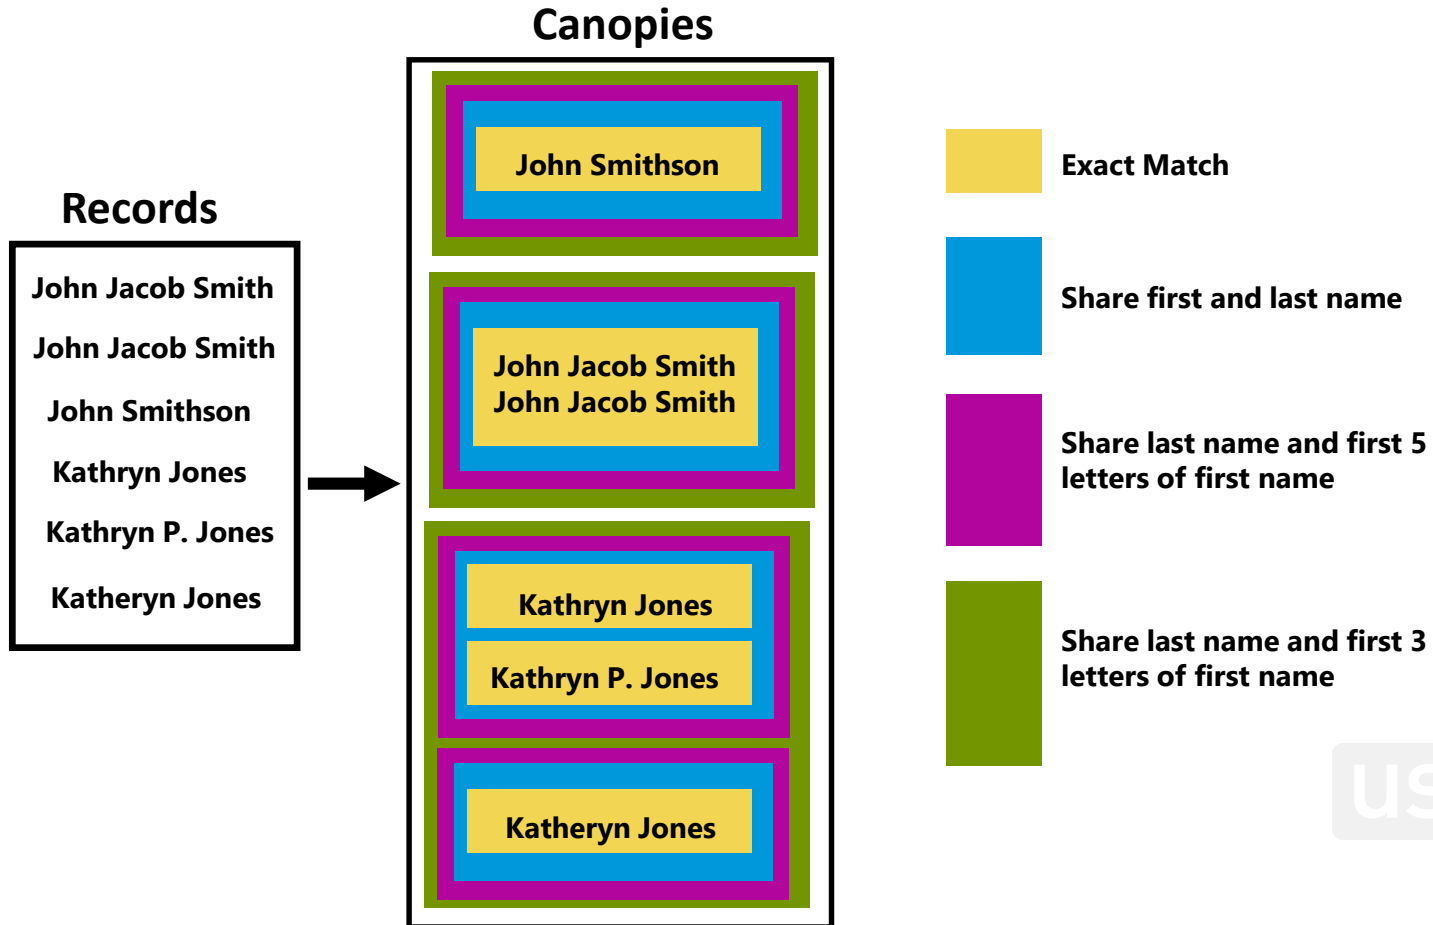 Canopies
Records
John Jacob Smith
John Jacob Smith
John Smithson
Kathryn Jones
Kathryn P. Jones
Katheryn Jones
John Smithson
John Jacob Smith
John Jacob Smith
Kathryn Jones
Kathryn P. Jones
Katheryn Jones
Exact Match
Share first and last name
Share last name and first 5
letters of first name
Share last name and first 3
letters of first name
us